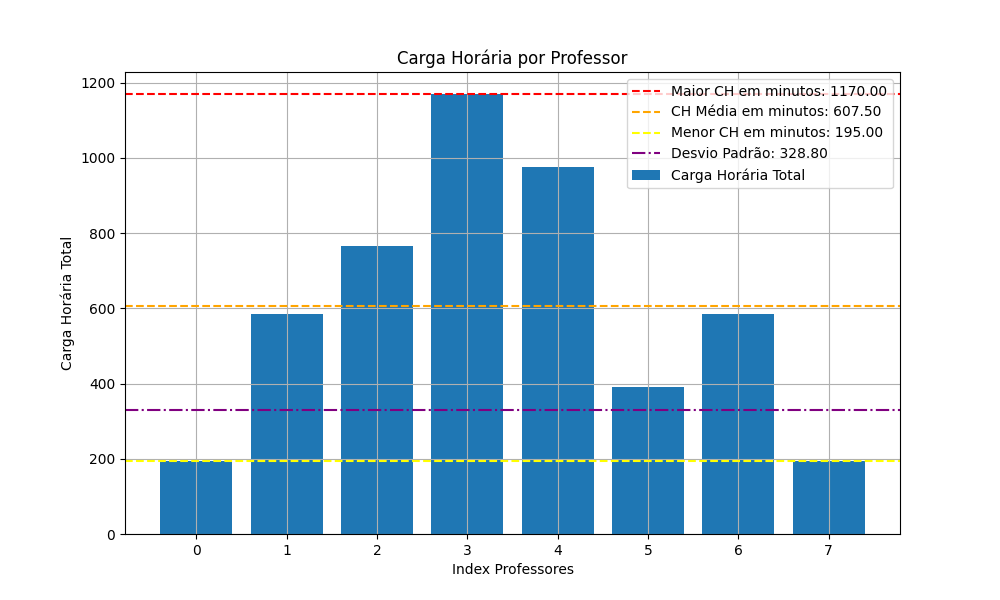 Carga Horária por Professor
Maior CH em minutos: 1170.00
CH Média em minutos: 607.50
Menor CH em minutos: 195.00
Desvio Padrão: 328.80
Carga Horária Total
Carga Horária Total
1200
1000
800
600
400
200
0
0 1 2 3 4 5 6 7
Index Professores